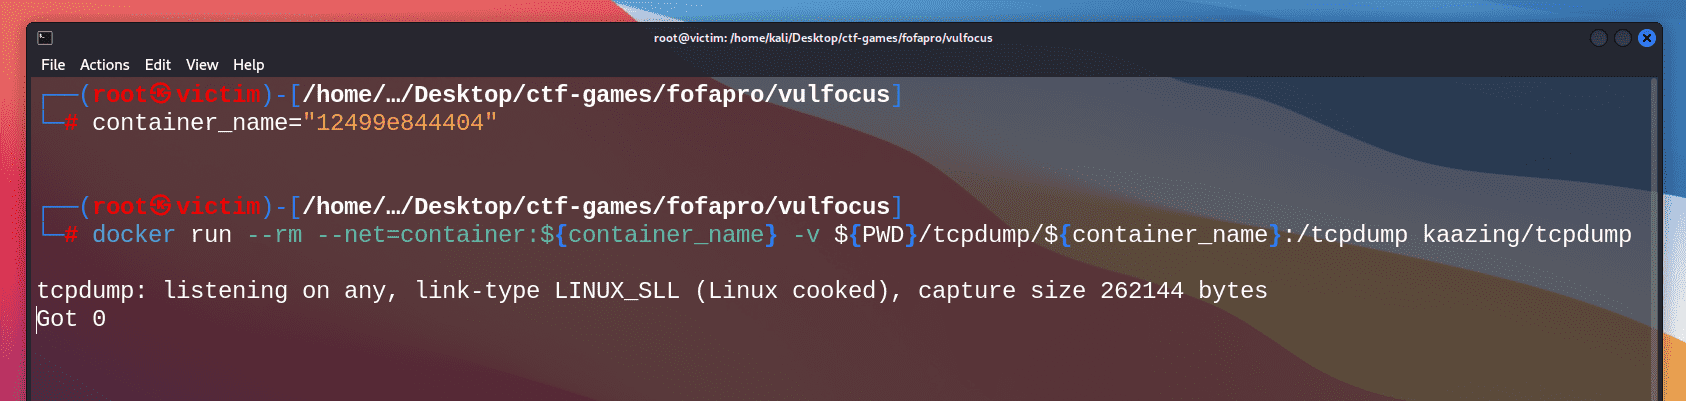 root@victim: /home/kali/Desktop/ctf-games/fofapro/vulfocus
File Actions Edit View Help
┌──(root㉿victim)-[/home/…/Desktop/ctf-games/fofapro/vulfocus]
└─# container_name="12499e844404"
┌──(root㉿victim)-[/home/…/Desktop/ctf-games/fofapro/vulfocus]
└─# docker run --rm --net=container:${container_name} -v ${PWD}/tcpdump/${container_name}:/tcpdump kaazing/tcpdump
tcpdump: listening on any, link-type LINUX_SLL (Linux cooked), capture size 262144 bytes
Got 0